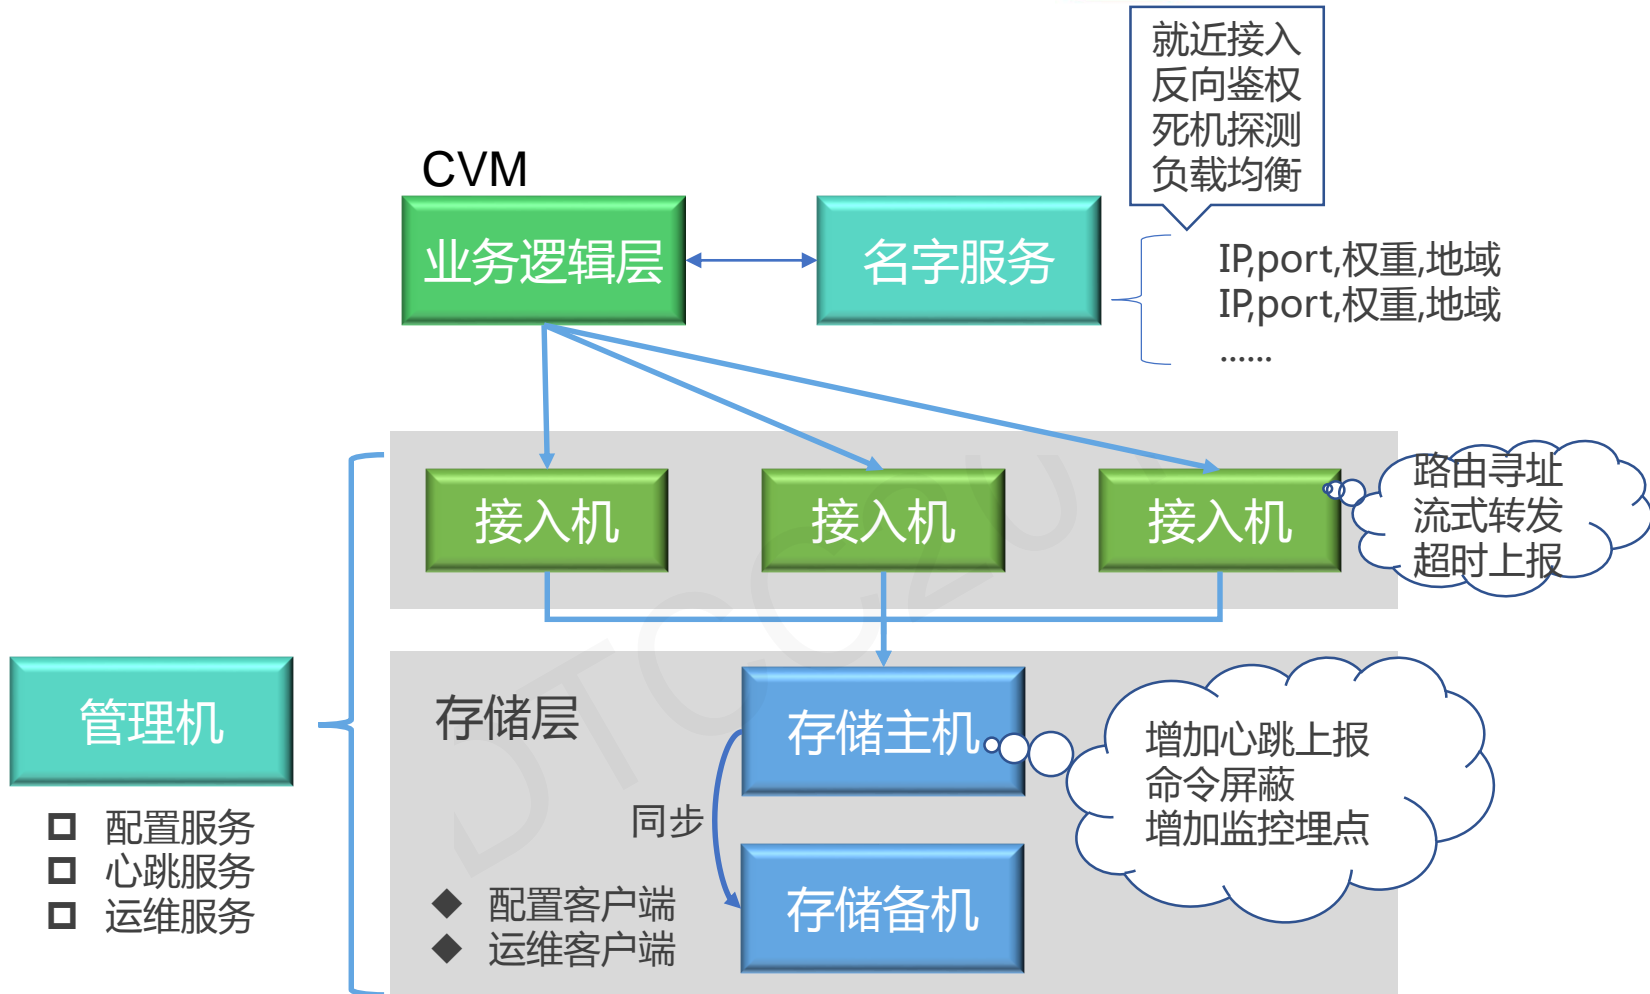 就近接入
反向鉴权
死机探测
负载均衡
CVM
业务逻辑层
名字服务
IP,port,权重,地域
IP,port,权重,地域
......
接入机
接入机
接入机
路由寻址
流式转发
超时上报
管理机
配置服务
心跳服务
运维服务
存储层
存储主机
增加心跳上报
命令屏蔽
增加监控埋点
同步
存储备机
配置客户端
运维客户端